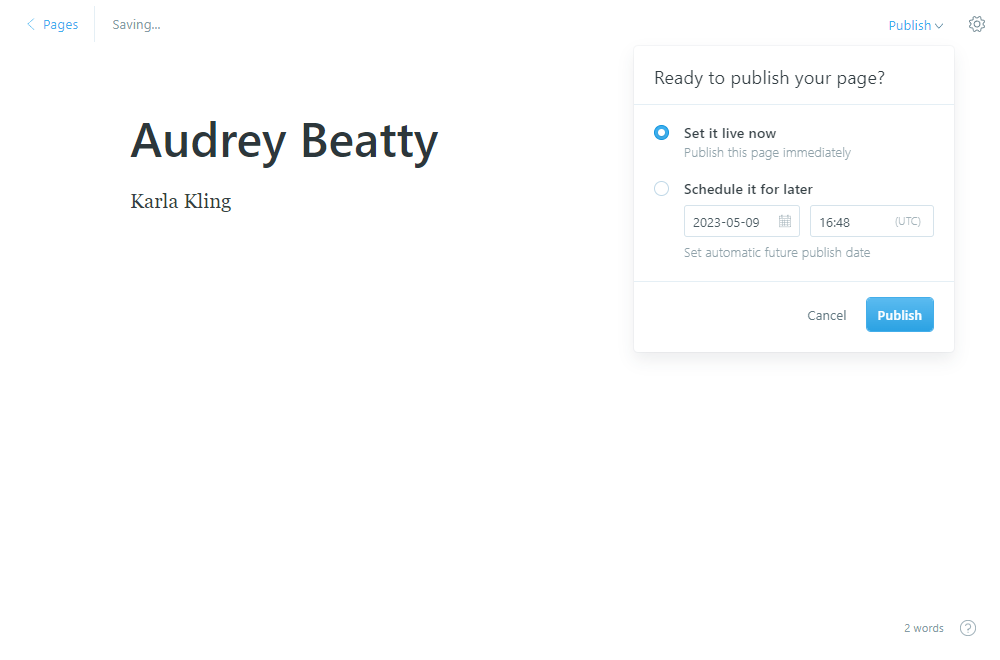 Pages
Saving...
Publish
Ready to publish your page?
Audrey Beatty
Karla Kling
Set it live now
Publish this page immediately
Schedule it for later
2023-05-09
16:48 (UTC)
Set automatic future publish date
Cancel
Publish
2 words
?